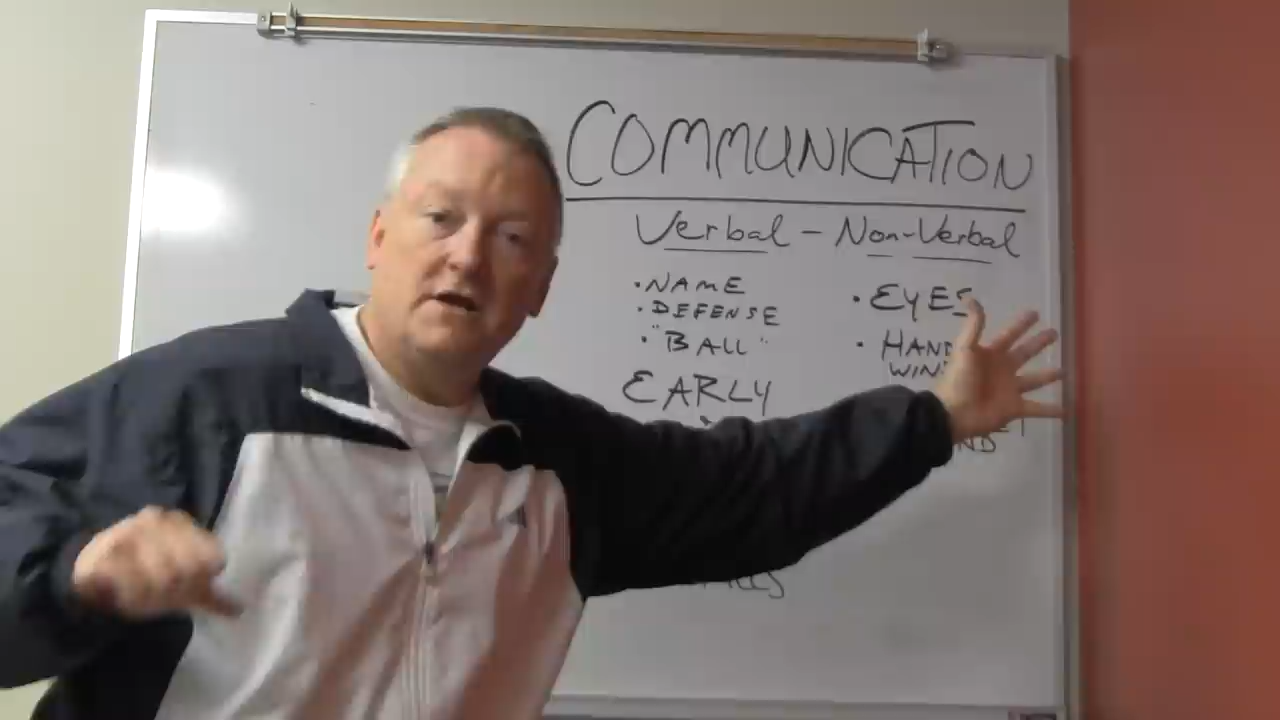 COMMUNICATION
Verbal - Non-Verbal
• NAME
• DEFENSE
• "BALL"
EARLY
• EYES
• HAND